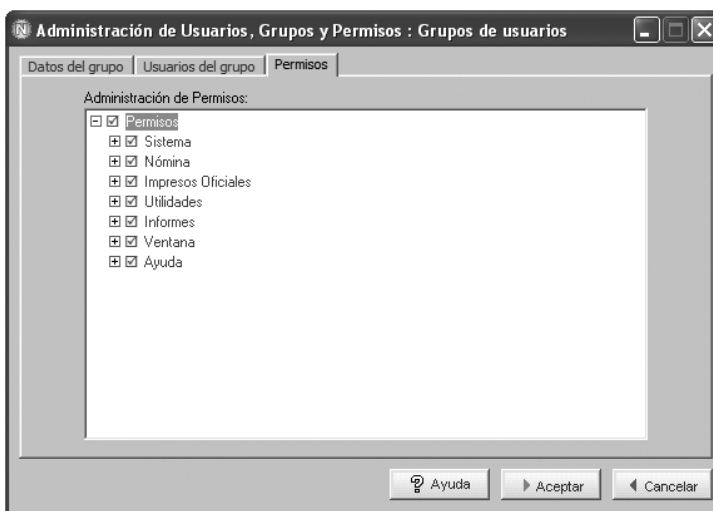 Administración de Usuarios, Grupos y Permisos : Grupos de usuarios
Datos del grupo Usuarios del grupo Permisos
Administración de Permisos:
Permisos
Sistema
Nómina
Impresos Oficiales
Utilidades
Informes
Ventana
Ayuda
Ayuda Aceptar Cancelar